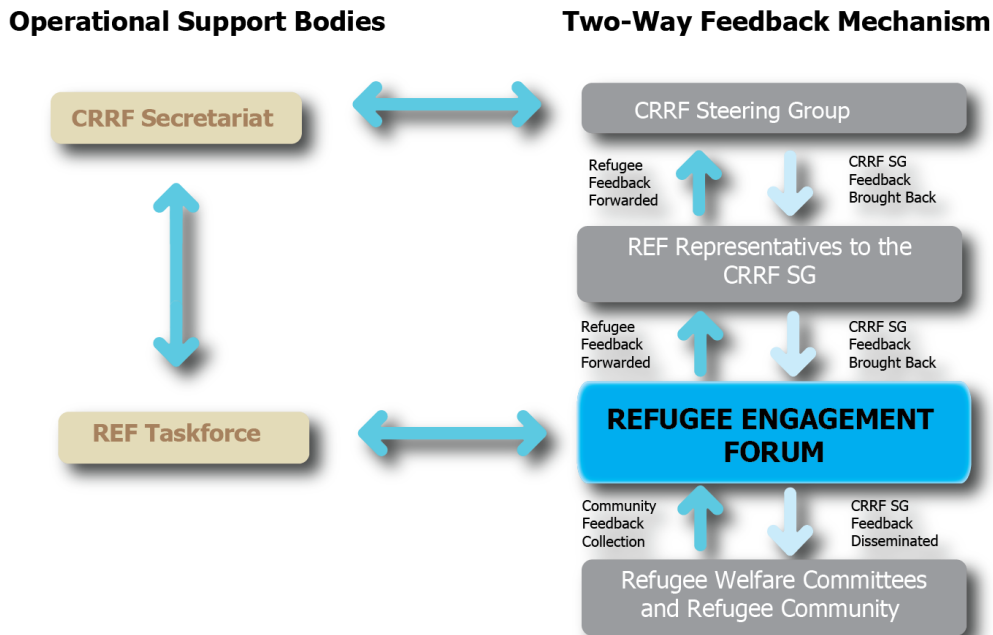 Operational Support Bodies
Two-Way Feedback Mechanism
CRRF Secretariat
CRRF Steering Group
Refugee
Feedback
Forwarded
CRRF SG
Feedback
Brought Back
REF Representatives to the
CRRF SG
Refugee
Feedback
Forwarded
CRRF SG
Feedback
Brought Back
REF Taskforce
REFUGEE ENGAGEMENT
FORUM
Community
Feedback
Collection
CRRF SG
Feedback
Disseminated
Refugee Welfare Committees
and Refugee Community